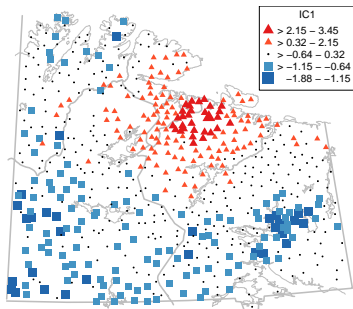 IC1
> 2.15 − 3.45
> 0.32 − 2.15
> −0.64 − 0.32
> −1.15 − −0.64
−1.88 − −1.15